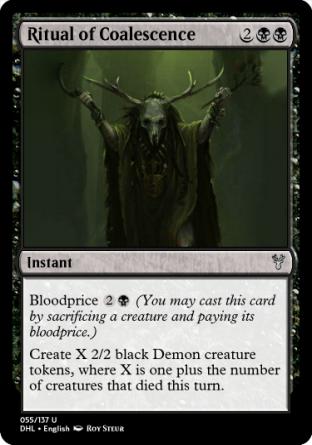 Ritual of Coalescence 2
Instant
Bloodprice 2 (You may cast this card
by sacrificing a creature and paying its
bloodprice.)
Create X 2/2 black Demon creature
tokens, where X is one plus the number
of creatures that died this turn.
055/137 U
DHL • English Roy Steur